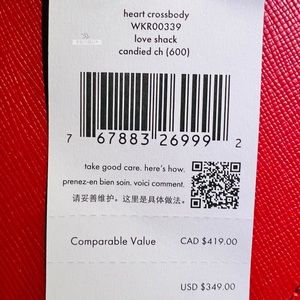 heart crossbody
WKR00339
love shack
candied ch (600)
7 67883 26999 2
take good care. here's how.
prenez-en bien soin. voici comment.
请妥善维护。这里是具体做法。
Comparable Value CAD $419.00
USD $349.00